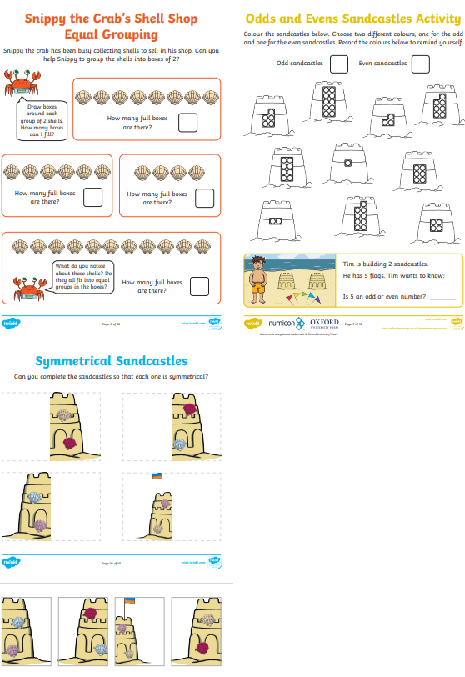 Snippy the Crab's Shell Shop
Equal Grouping
Snippy the crab has been busy collecting shells to sell in his shop. Can you
help Snippy to group the shells into boxes of 2?
Draw boxes
around each
group of 2 shells.
How many boxes
can I fill?
How many full boxes
are there?
How many full boxes
are there?
How many full boxes
are there?
What do you notice
about these shells? Do
they all fit into equal
groups in the boxes?
How many full boxes
are there?
twinkl
Odds and Evens Sandcastles Activity
Colour the sandcastles below. Choose two different colours, one for the odd
and one for the even sandcastles. Record the colours below to remind yourself.
Odd sandcastles
Even sandcastles
Tim is building 2 sandcastles.
He has 5 flags. Tim wants to know:
Is 5 an odd or even number?
twinkl
numicon
OXFORD
UNIVERSITY PRESS
Symmetrical Sandcastles
Can you complete the sandcastles so that each one is symmetrical?
twinkl